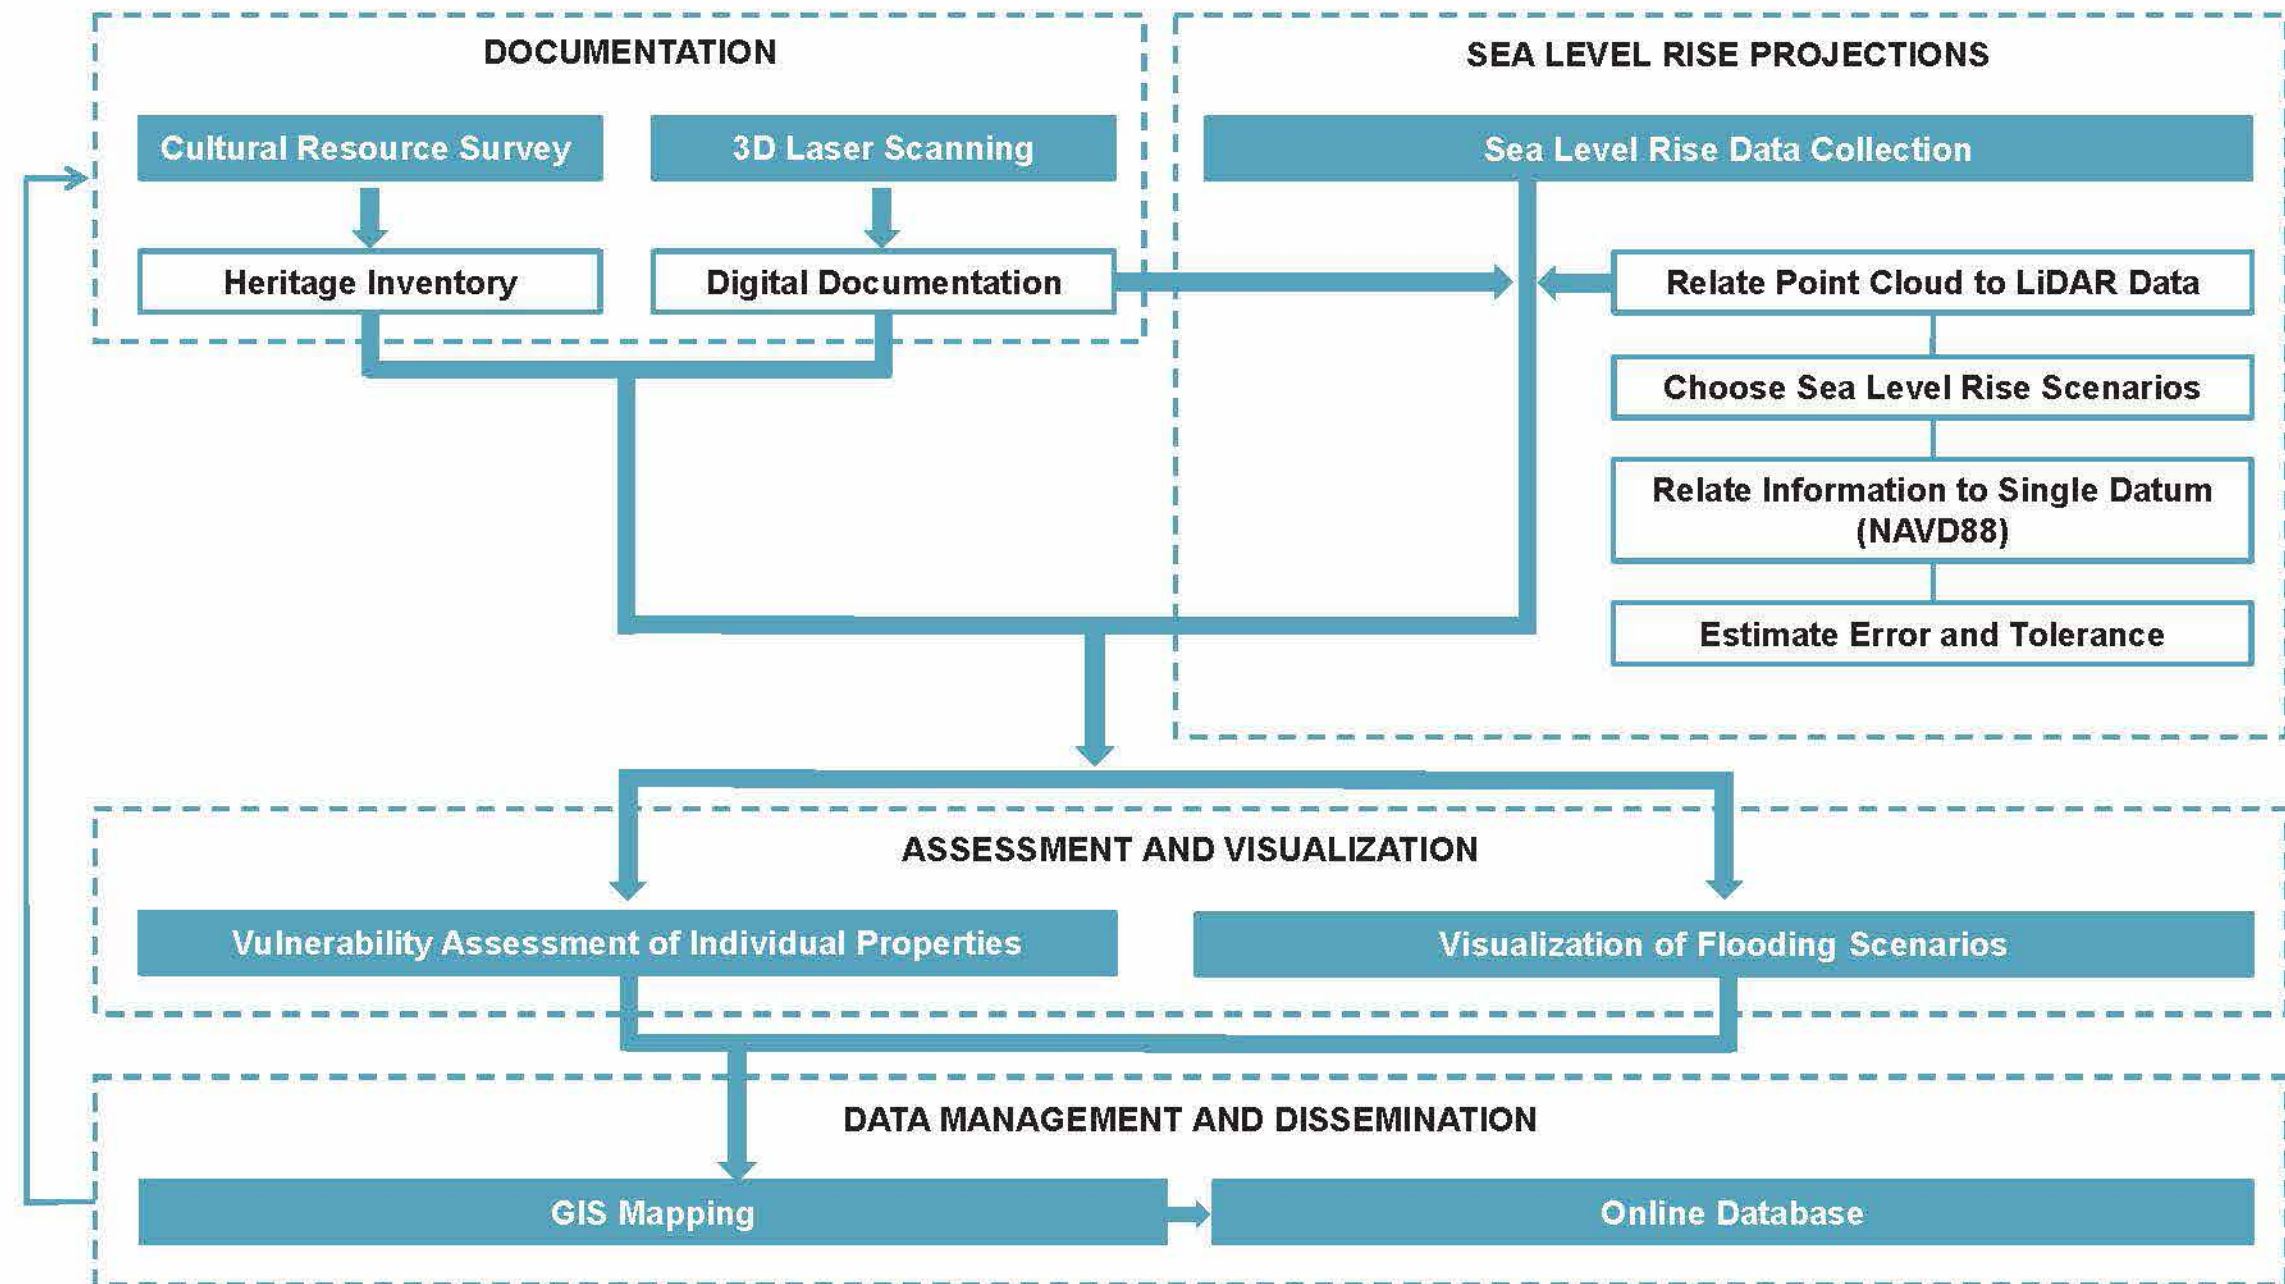 DOCUMENTATION
Cultural Resource Survey
3D Laser Scanning
Heritage Inventory
Digital Documentation
SEA LEVEL RISE PROJECTIONS
Sea Level Rise Data Collection
Relate Point Cloud to LiDAR Data
Choose Sea Level Rise Scenarios
Relate Information to Single Datum
(NAVD88)
Estimate Error and Tolerance
ASSESSMENT AND VISUALIZATION
Vulnerability Assessment of Individual Properties
Visualization of Flooding Scenarios
DATA MANAGEMENT AND DISSEMINATION
GIS Mapping
Online Database